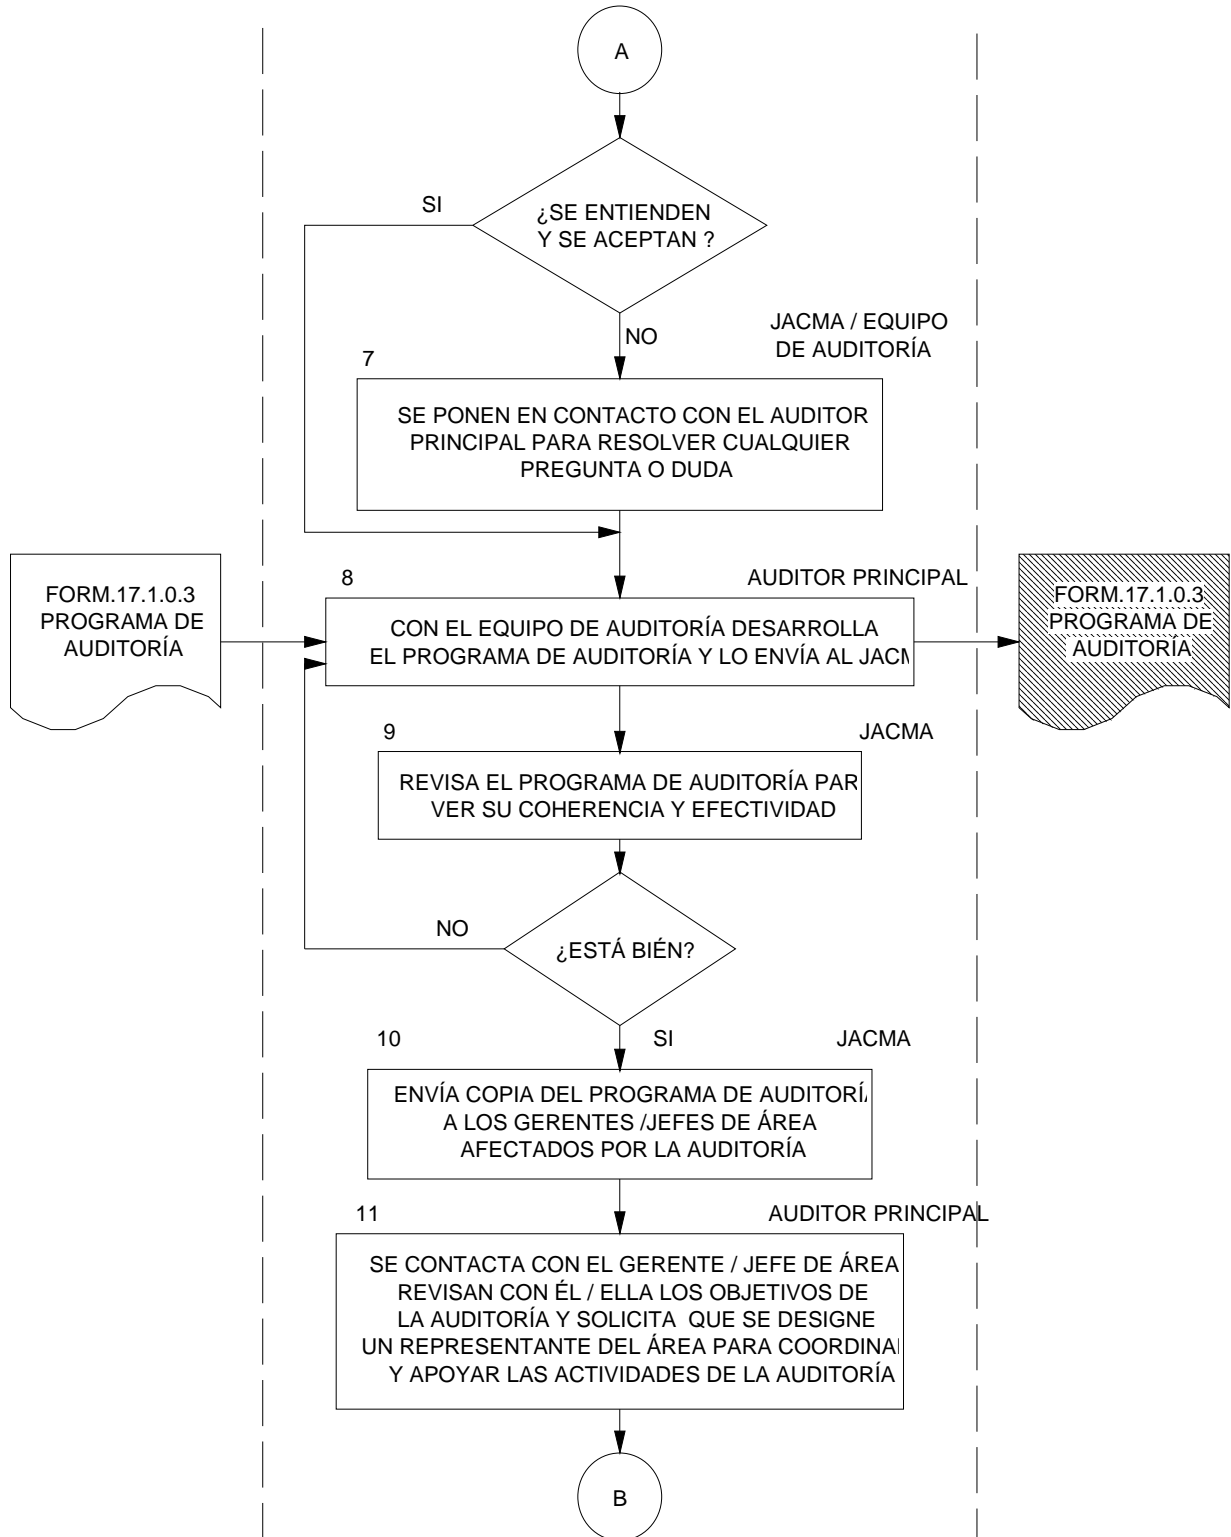 A
SI
¿SE ENTIENDEN
Y SE ACEPTAN ?
NO
JACMA / EQUIPO
DE AUDITORÍA
7
SE PONEN EN CONTACTO CON EL AUDITOR
PRINCIPAL PARA RESOLVER CUALQUIER
PREGUNTA O DUDA
FORM.17.1.0.3
PROGRAMA DE
AUDITORÍA
8
AUDITOR PRINCIPAL
CON EL EQUIPO DE AUDITORÍA DESARROLLA
EL PROGRAMA DE AUDITORÍA Y LO ENVÍA AL JACM
FORM.17.1.0.3
PROGRAMA DE
AUDITORÍA
9
JACMA
REVISA EL PROGRAMA DE AUDITORÍA PAR
VER SU COHERENCIA Y EFECTIVIDAD
NO
¿ESTÁ BIÉN?
10
SI
JACMA
ENVÍA COPIA DEL PROGRAMA DE AUDITORÍA
A LOS GERENTES /JEFES DE ÁREA
AFECTADOS POR LA AUDITORÍA
11
AUDITOR PRINCIPAL
SE CONTACTA CON EL GERENTE / JEFE DE ÁREA
REVISAN CON ÉL / ELLA LOS OBJETIVOS DE
LA AUDITORÍA Y SOLICITA QUE SE DESIGNE
UN REPRESENTANTE DEL ÁREA PARA COORDINA
Y APOYAR LAS ACTIVIDADES DE LA AUDITORÍA
B